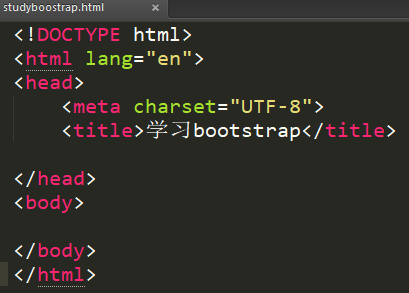 studyboostrap.html ×
<!DOCTYPE html>
<html lang="en">
<head>
    <meta charset="UTF-8">
    <title>学习bootstrap</title>

</head>
<body>

</body>
</html>